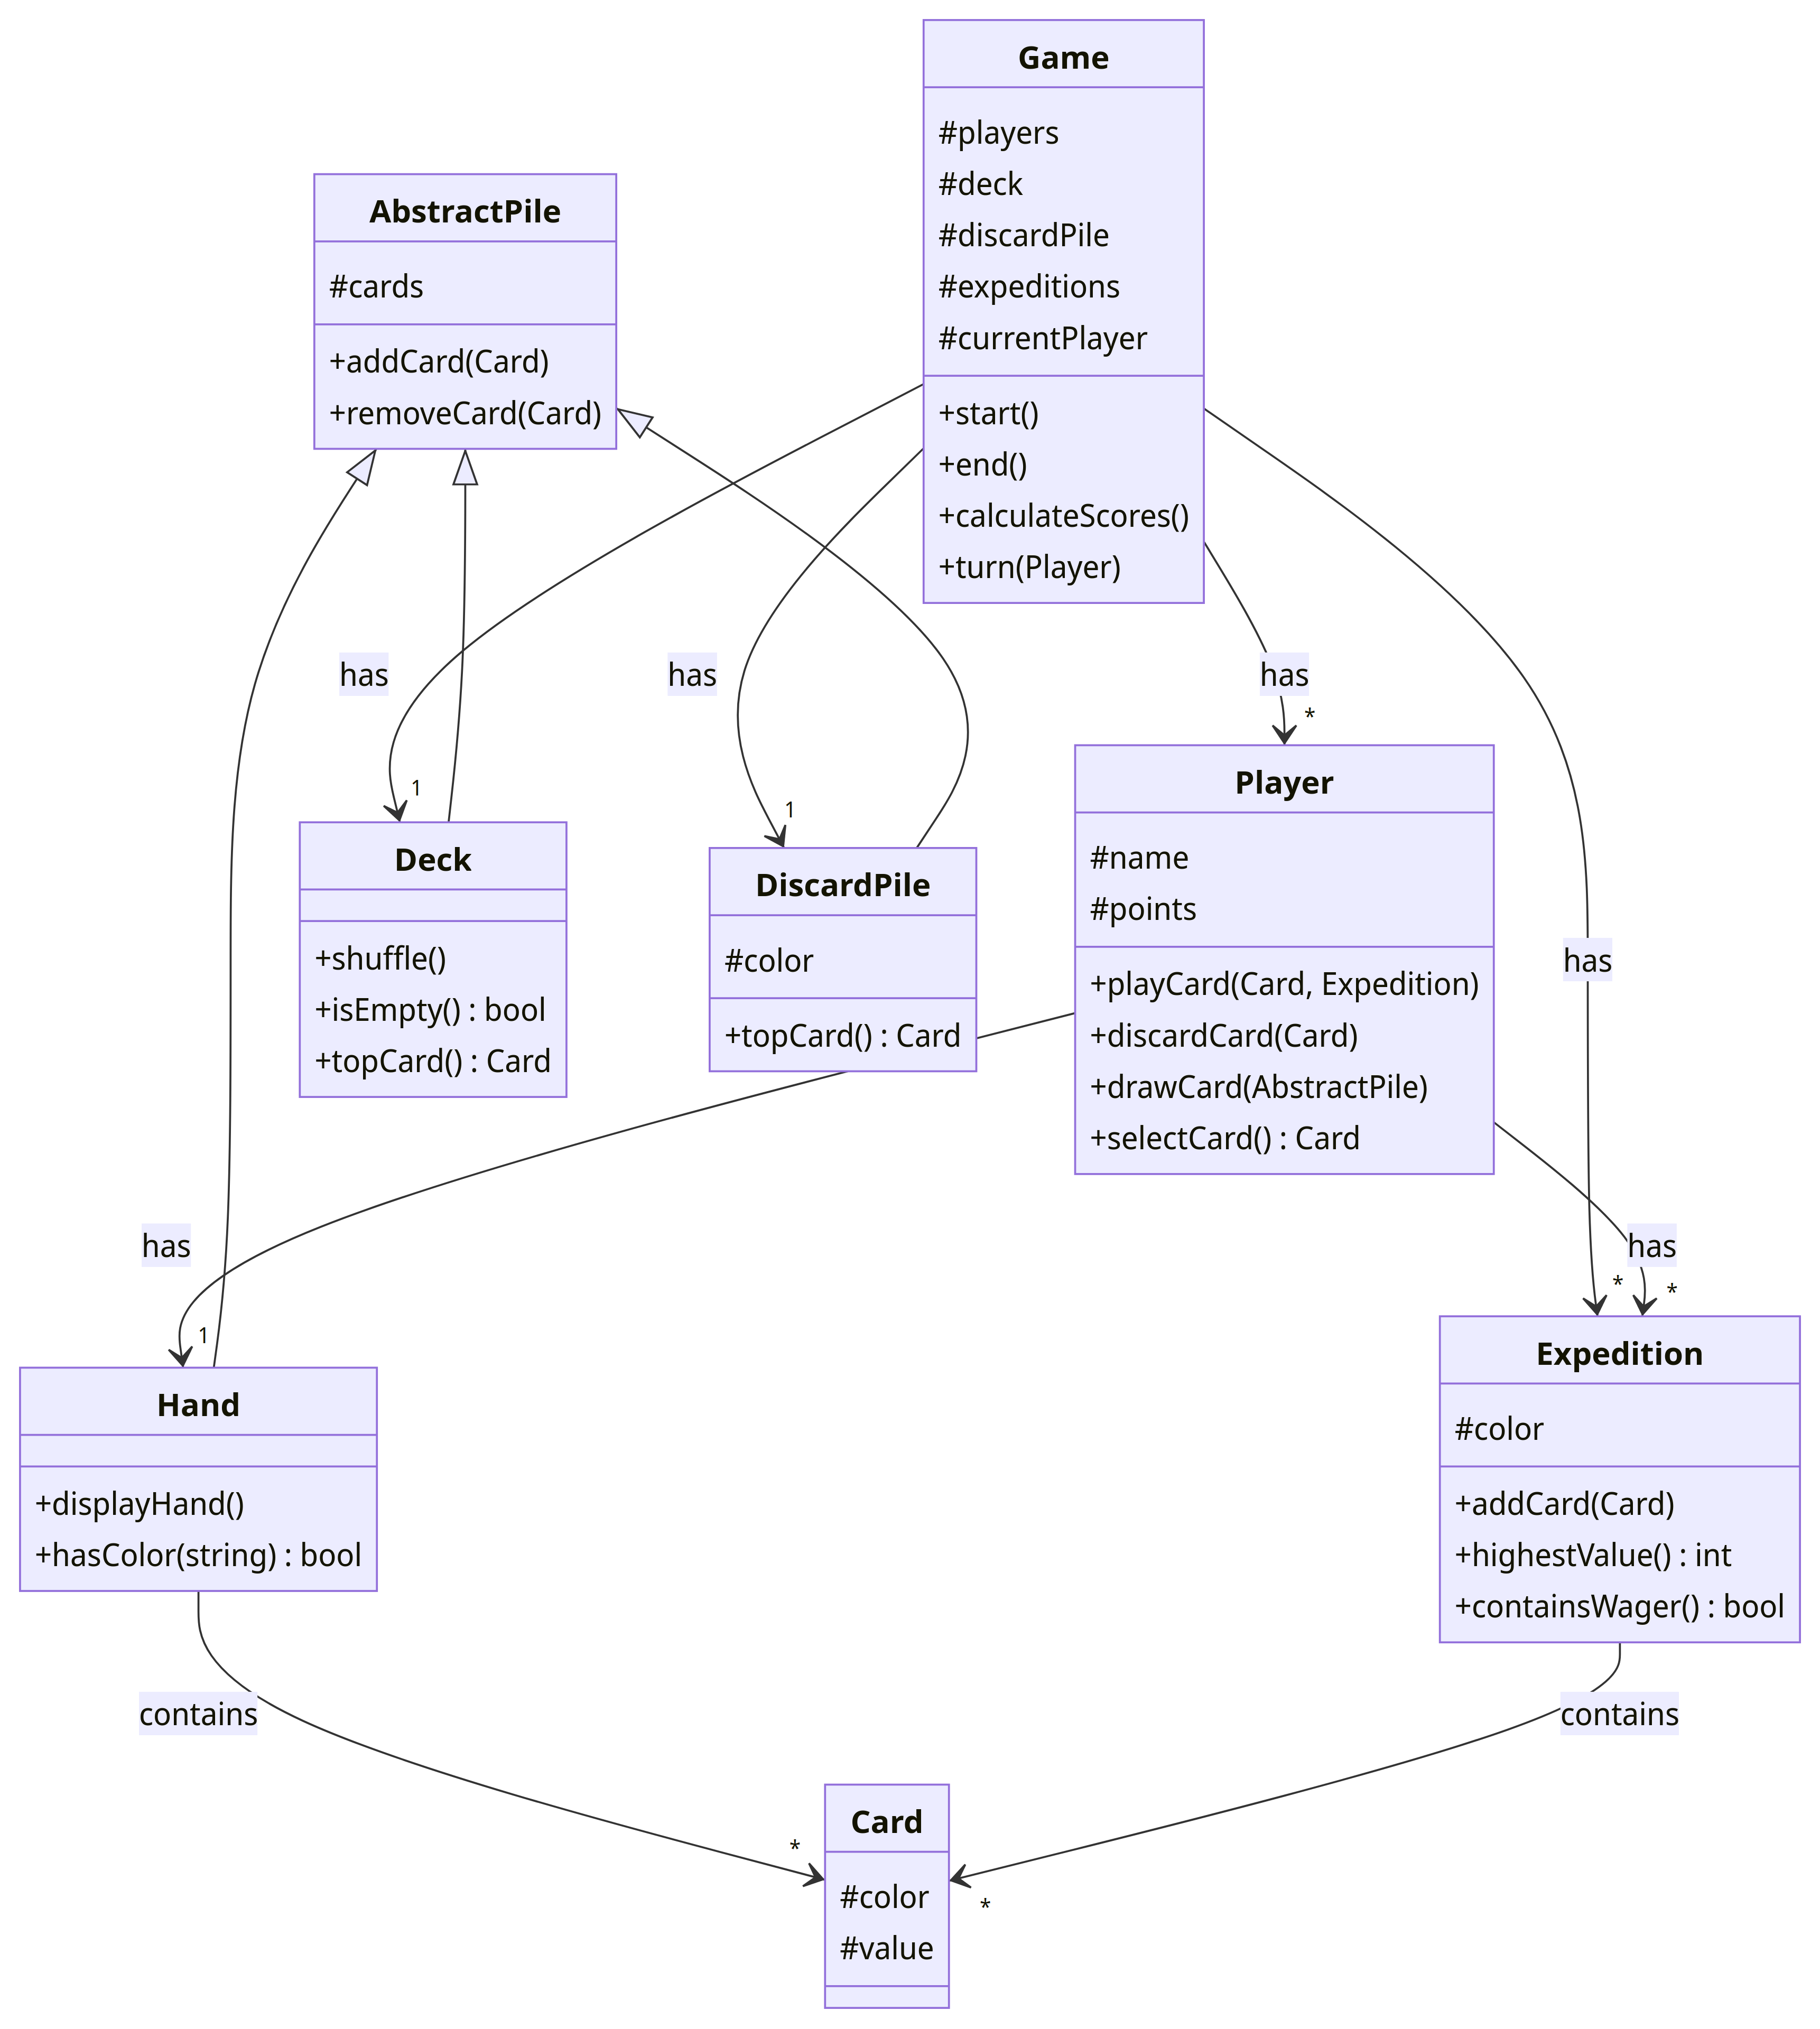 Game
#players
#deck
#discardPile
#expeditions
#currentPlayer
+start()
+end()
+calculateScores()
+turn(Player)
AbstractPile
#cards
+addCard(Card)
+removeCard(Card)
has
has
has
*
1
1
Deck
+shuffle()
+isEmpty() : bool
+topCard() : Card
DiscardPile
#color
+topCard() : Card
Player
#name
#points
+playCard(Card, Expedition)
+discardCard(Card)
+drawCard(AbstractPile)
+selectCard() : Card
has
has
has
1
*
*
Hand
+displayHand()
+hasColor(string) : bool
Expedition
#color
+addCard(Card)
+highestValue() : int
+containsWager() : bool
contains
contains
*
*
Card
#color
#value